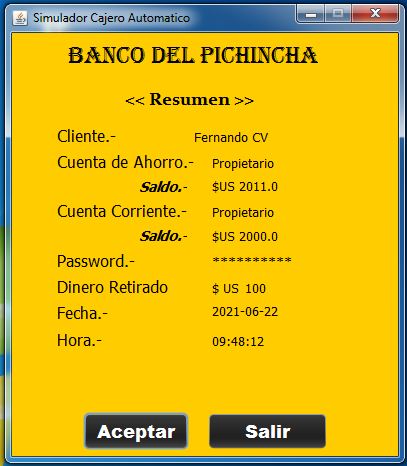 Simulador Cajero Automatico
BANCO DEL PICHINCHA
<< Resumen >>
Cliente.- Fernando CV
Cuenta de Ahorro.- Propietario
Saldo.- $US 2011.0
Cuenta Corriente.- Propietario
Saldo.- $US 2000.0
Password.- **********
Dinero Retirado $ US 100
Fecha.- 2021-06-22
Hora.- 09:48:12
Aceptar Salir